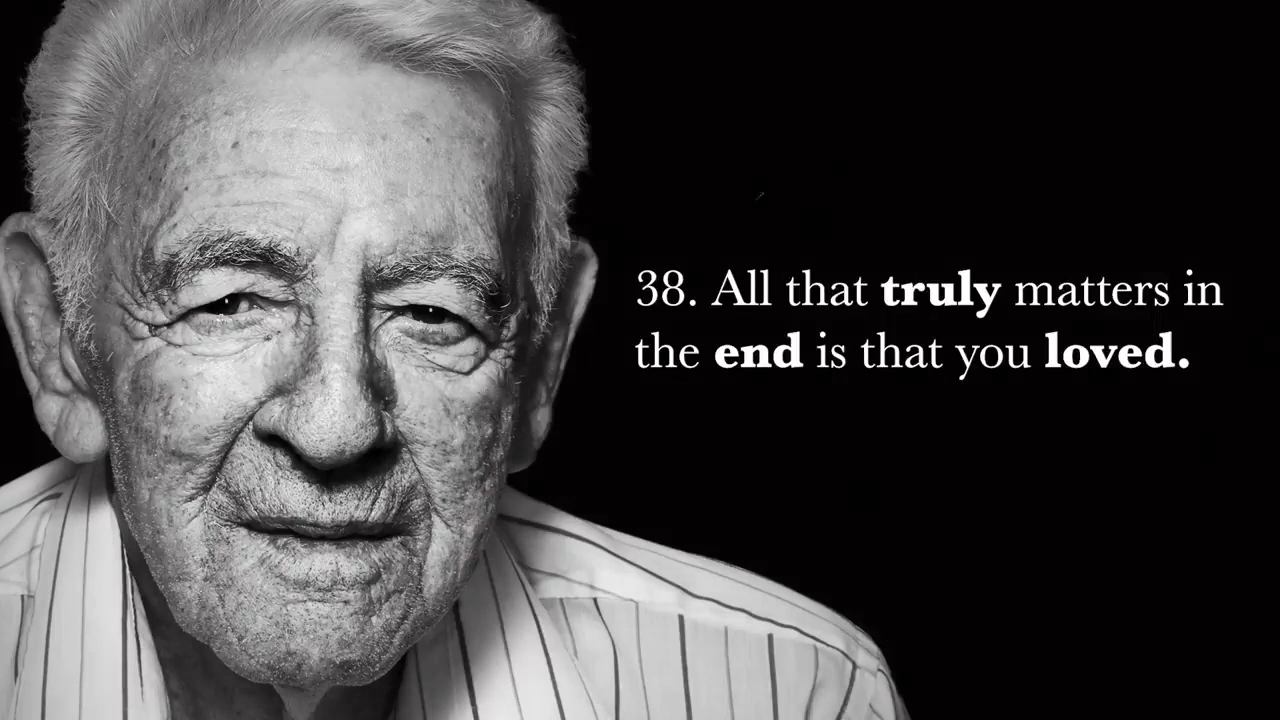 38. All that truly matters in
the end is that you loved.